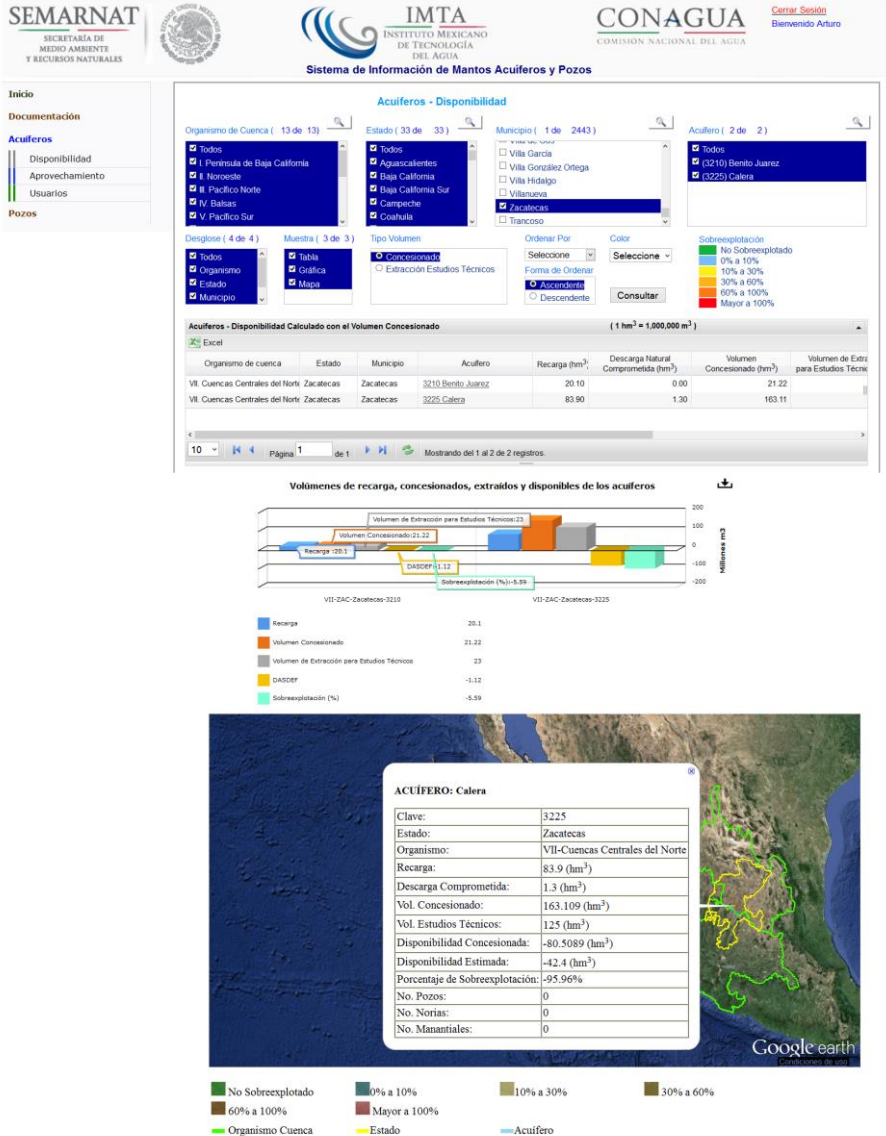 SEMARNAT
SECRETARÍA DE
MEDIO AMBIENTE
Y RECURSOS NATURALES
ESTADOS UNIDOS MEXICANOS
IMTA
INSTITUTO MEXICANO
DE TECNOLOGÍA
DEL AGUA
CONAGUA
COMISIÓN NACIONAL DEL AGUA
Cerrar Sesión
Bienvenido Arturo
Sistema de Información de Mantos Acuíferos y Pozos
Inicio
Documentación
Acuíferos
Disponibilidad
Aprovechamiento
Usuarios
Pozos
Acuíferos - Disponibilidad
Organismo de Cuenca ( 13 de 13)
Todos
I. Península de Baja California
II. Noroeste
III. Pacífico Norte
IV. Balsas
V. Pacífico Sur
Estado ( 33 de 33 )
Todos
Aguascalientes
Baja California
Baja California Sur
Campeche
Coahuila
Municipio ( 1 de 2443 )
Villa de Cos
Villa García
Villa González Ortega
Villa Hidalgo
Villanueva
Zacatecas
Trancoso
Acuífero ( 2 de 2 )
Todos
(3210) Benito Juarez
(3225) Calera
Desglose ( 4 de 4 )
Todos
Organismo
Estado
Municipio
Muestra ( 3 de 3 )
Tabla
Gráfica
Mapa
Tipo Volumen
Concesionado
Extracción Estudios Técnicos
Ordenar Por
Seleccione
Forma de Ordenar
Ascendente
Descendente
Color
Seleccione
Consultar
Sobreexplotación
No Sobreexplotado
0% a 10%
10% a 30%
30% a 60%
60% a 100%
Mayor a 100%
Acuíferos - Disponibilidad Calculado con el Volumen Concesionado ( 1 hm3 = 1,000,000 m3 )
Excel
Organismo de cuenca Estado Municipio Acuífero Recarga (hm3) Descarga Natural Comprometida (hm3) Volumen Concesionado (hm3) Volumen de Extra para Estudios Técnic
VII. Cuencas Centrales del Norte Zacatecas Zacatecas 3210 Benito Juarez 20.10 0.00 21.22
VII. Cuencas Centrales del Norte Zacatecas Zacatecas 3225 Calera 83.90 1.30 163.11
10 Página 1 de 1 Mostrando del 1 al 2 de 2 registros.
Volúmenes de recarga, concesionados, extraídos y disponibles de los acuíferos
Volumen de Extracción para Estudios Técnicos:23
Volumen Concesionado:21.22
Recarga :20.1
DASDEF:-1.12
Sobreexplotación (%):-5.59
200
100
0
-100
-200
Millones m3
VII-ZAC-Zacatecas-3210 VII-ZAC-Zacatecas-3225
Recarga 20.1
Volumen Concesionado 21.22
Volumen de Extracción para Estudios Técnicos 23
DASDEF -1.12
Sobreexplotación (%) -5.59
ACUÍFERO: Calera
Clave: 3225
Estado: Zacatecas
Organismo: VII-Cuencas Centrales del Norte
Recarga: 83.9 (hm3)
Descarga Comprometida: 1.3 (hm3)
Vol. Concesionado: 163.109 (hm3)
Vol. Estudios Técnicos: 125 (hm3)
Disponibilidad Concesionada: -80.5089 (hm3)
Disponibilidad Estimada: -42.4 (hm3)
Porcentaje de Sobreexplotación: -95.96%
No. Pozos: 0
No. Norias: 0
No. Manantiales: 0
Google earth
Condiciones de uso
No Sobreexplotado 0% a 10% 10% a 30% 30% a 60%
60% a 100% Mayor a 100%
Organismo Cuenca Estado Acuífero